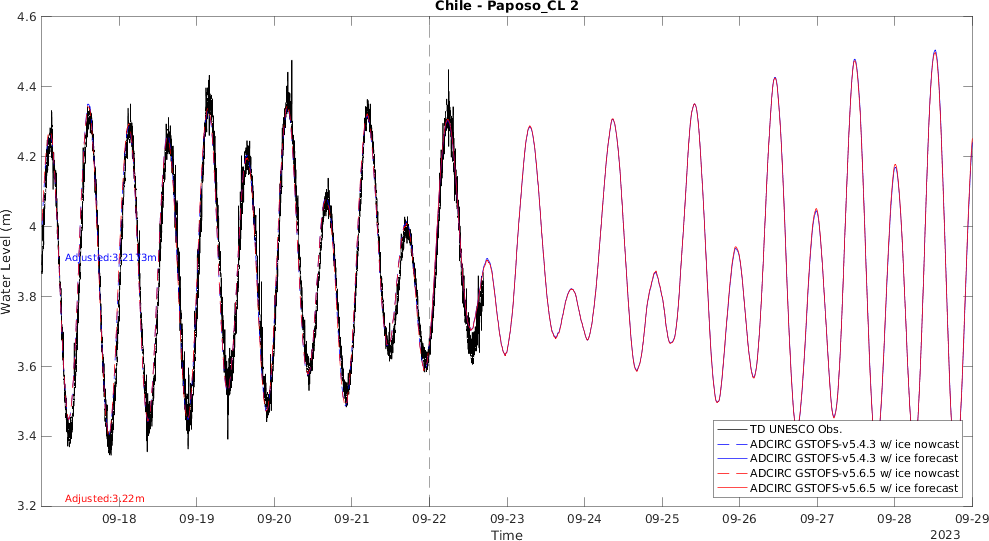 Chile - Paposo_CL 2
Water Level (m)
4.6
4.4
4.2
4
3.8
3.6
3.4
3.2
Adjusted:3.2173m
Adjusted:3.22m
TD UNESCO Obs.
ADCIRC GSTOFS-v5.4.3 w/ ice nowcast
ADCIRC GSTOFS-v5.4.3 w/ ice forecast
ADCIRC GSTOFS-v5.6.5 w/ ice nowcast
ADCIRC GSTOFS-v5.6.5 w/ ice forecast
09-18 09-19 09-20 09-21 09-22 09-23 09-24 09-25 09-26 09-27 09-28 09-29
Time
2023